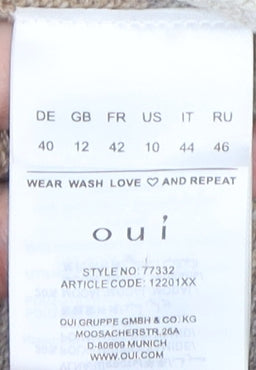 DE GB FR US IT RU
40 12 42 10 44 46
WEAR WASH LOVE ♡ AND REPEAT
oui
STYLE NO: 77332
ARTICLE CODE: 12201XX
OUI GRUPPE GMBH & CO. KG
MOOSACHERSTR.26A
D-80809 MUNICH
WWW.OUI.COM